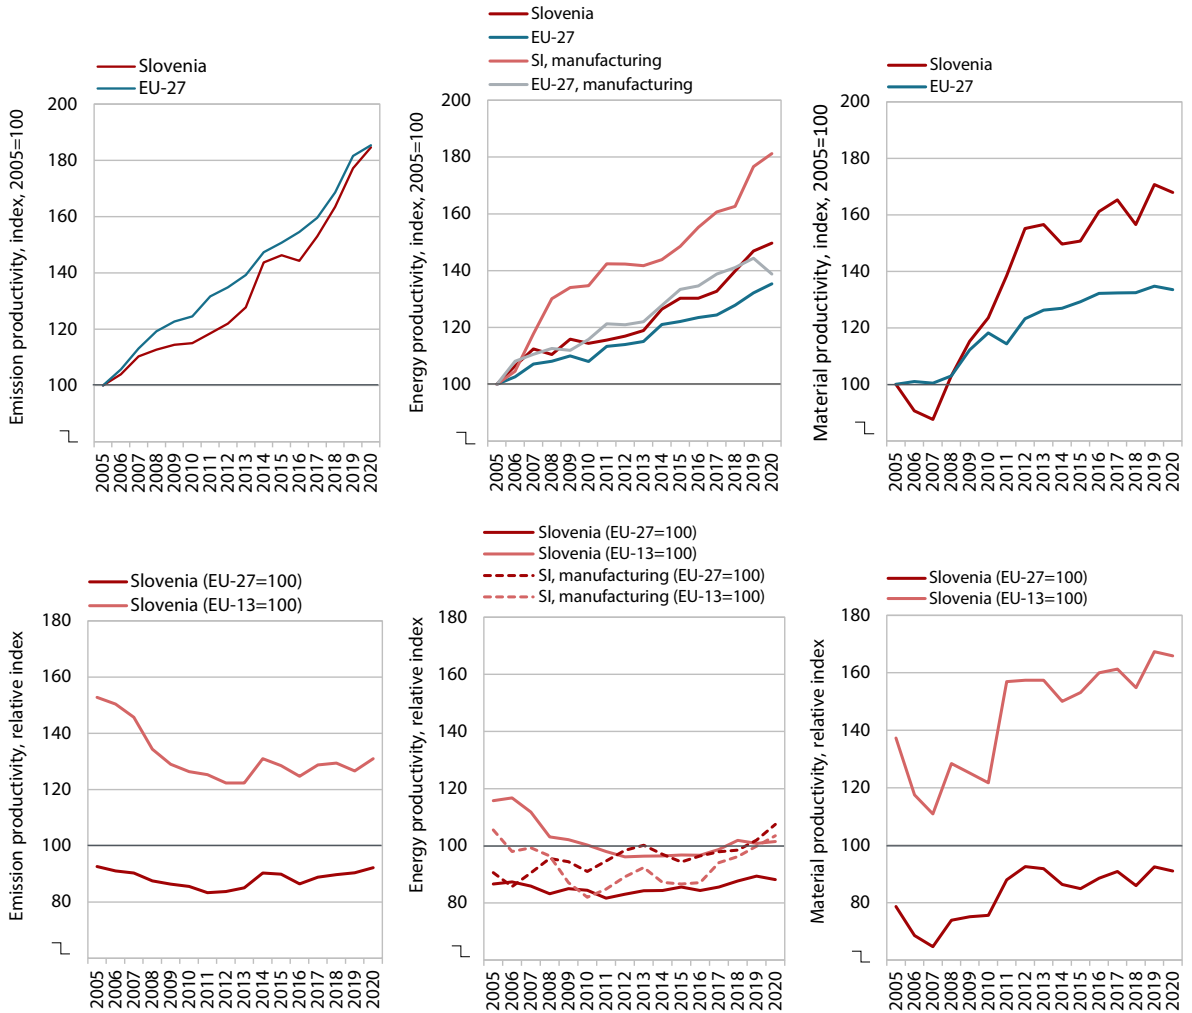 Slovenia
EU-27
Emission productivity, index, 2005=100
200
180
160
140
120
100
2005 2006 2007 2008 2009 2010 2011 2012 2013 2014 2015 2016 2017 2018 2019 2020
Slovenia
EU-27
SI, manufacturing
EU-27, manufacturing
Energy productivity, index, 2005=100
200
180
160
140
120
100
2005 2006 2007 2008 2009 2010 2011 2012 2013 2014 2015 2016 2017 2018 2019 2020
Slovenia
EU-27
Material productivity, index, 2005=100
200
180
160
140
120
100
2005 2006 2007 2008 2009 2010 2011 2012 2013 2014 2015 2016 2017 2018 2019 2020
Slovenia (EU-27=100)
Slovenia (EU-13=100)
Emission productivity, relative index
180
160
140
120
100
80
2005 2006 2007 2008 2009 2010 2011 2012 2013 2014 2015 2016 2017 2018 2019 2020
Slovenia (EU-27=100)
Slovenia (EU-13=100)
SI, manufacturing (EU-27=100)
SI, manufacturing (EU-13=100)
Energy productivity, relative index
180
160
140
120
100
80
2005 2006 2007 2008 2009 2010 2011 2012 2013 2014 2015 2016 2017 2018 2019 2020
Slovenia (EU-27=100)
Slovenia (EU-13=100)
Material productivity, relative index
180
160
140
120
100
80
2005 2006 2007 2008 2009 2010 2011 2012 2013 2014 2015 2016 2017 2018 2019 2020